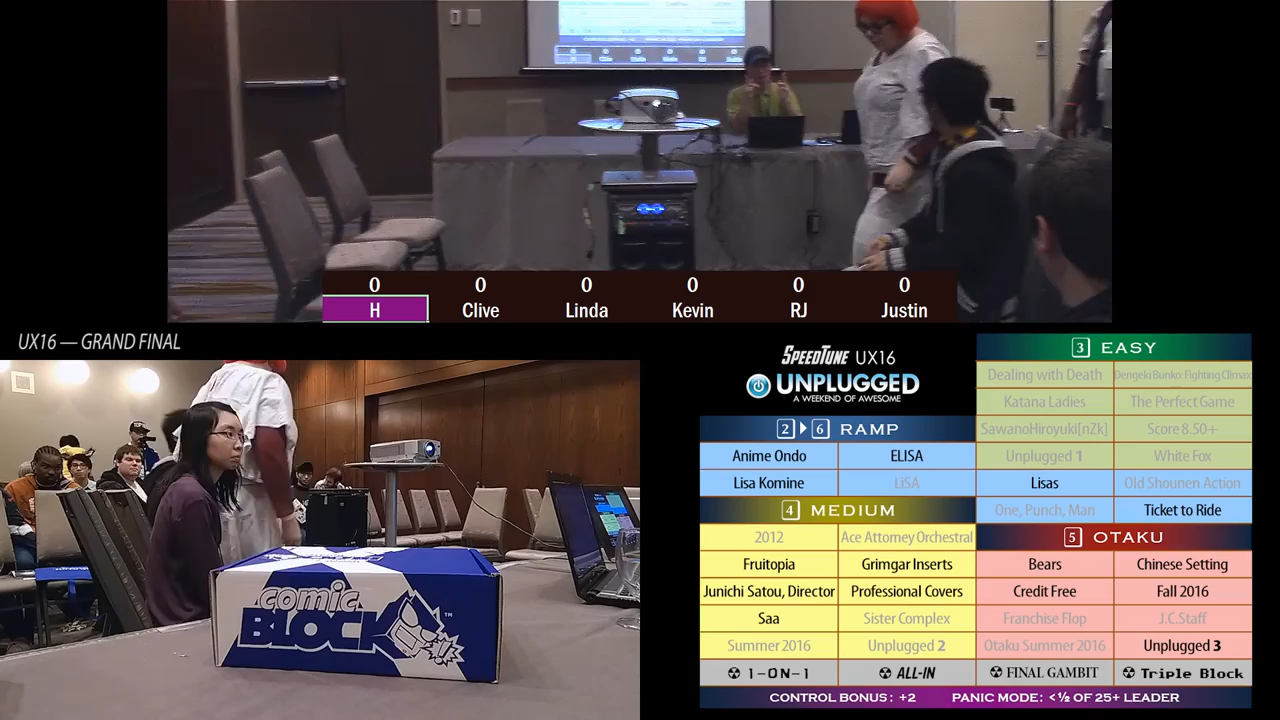 0 0 0 0 0 0
H Clive Linda Kevin RJ Justin
UX16 — GRAND FINAL
comic
BLOCK
SPEEDTUNE UX16
UNPLUGGED
A WEEKEND OF AWESOME
2 ▶ 6 RAMP
Anime Ondo ELISA
Lisa Komine LiSA
4 MEDIUM
2012 Ace Attorney Orchestral
Fruitopia Grimgar Inserts
Junichi Satou, Director Professional Covers
Saa Sister Complex
Summer 2016 Unplugged 2
3 EASY
Dealing with Death Dengeki Bunko: Fighting Climax
Katana Ladies The Perfect Game
SawanoHiroyuki[nZk] Score 8.50+
Unplugged 1 White Fox
Lisas Old Shounen Action
One, Punch, Man Ticket to Ride
5 OTAKU
Bears Chinese Setting
Credit Free Fall 2016
Franchise Flop J.C.Staff
Otaku Summer 2016 Unplugged 3
☢ 1-ON-1 ☢ ALL-IN ☢ FINAL GAMBIT ☢ Triple Block
CONTROL BONUS: +2 PANIC MODE: <½ OF 25+ LEADER